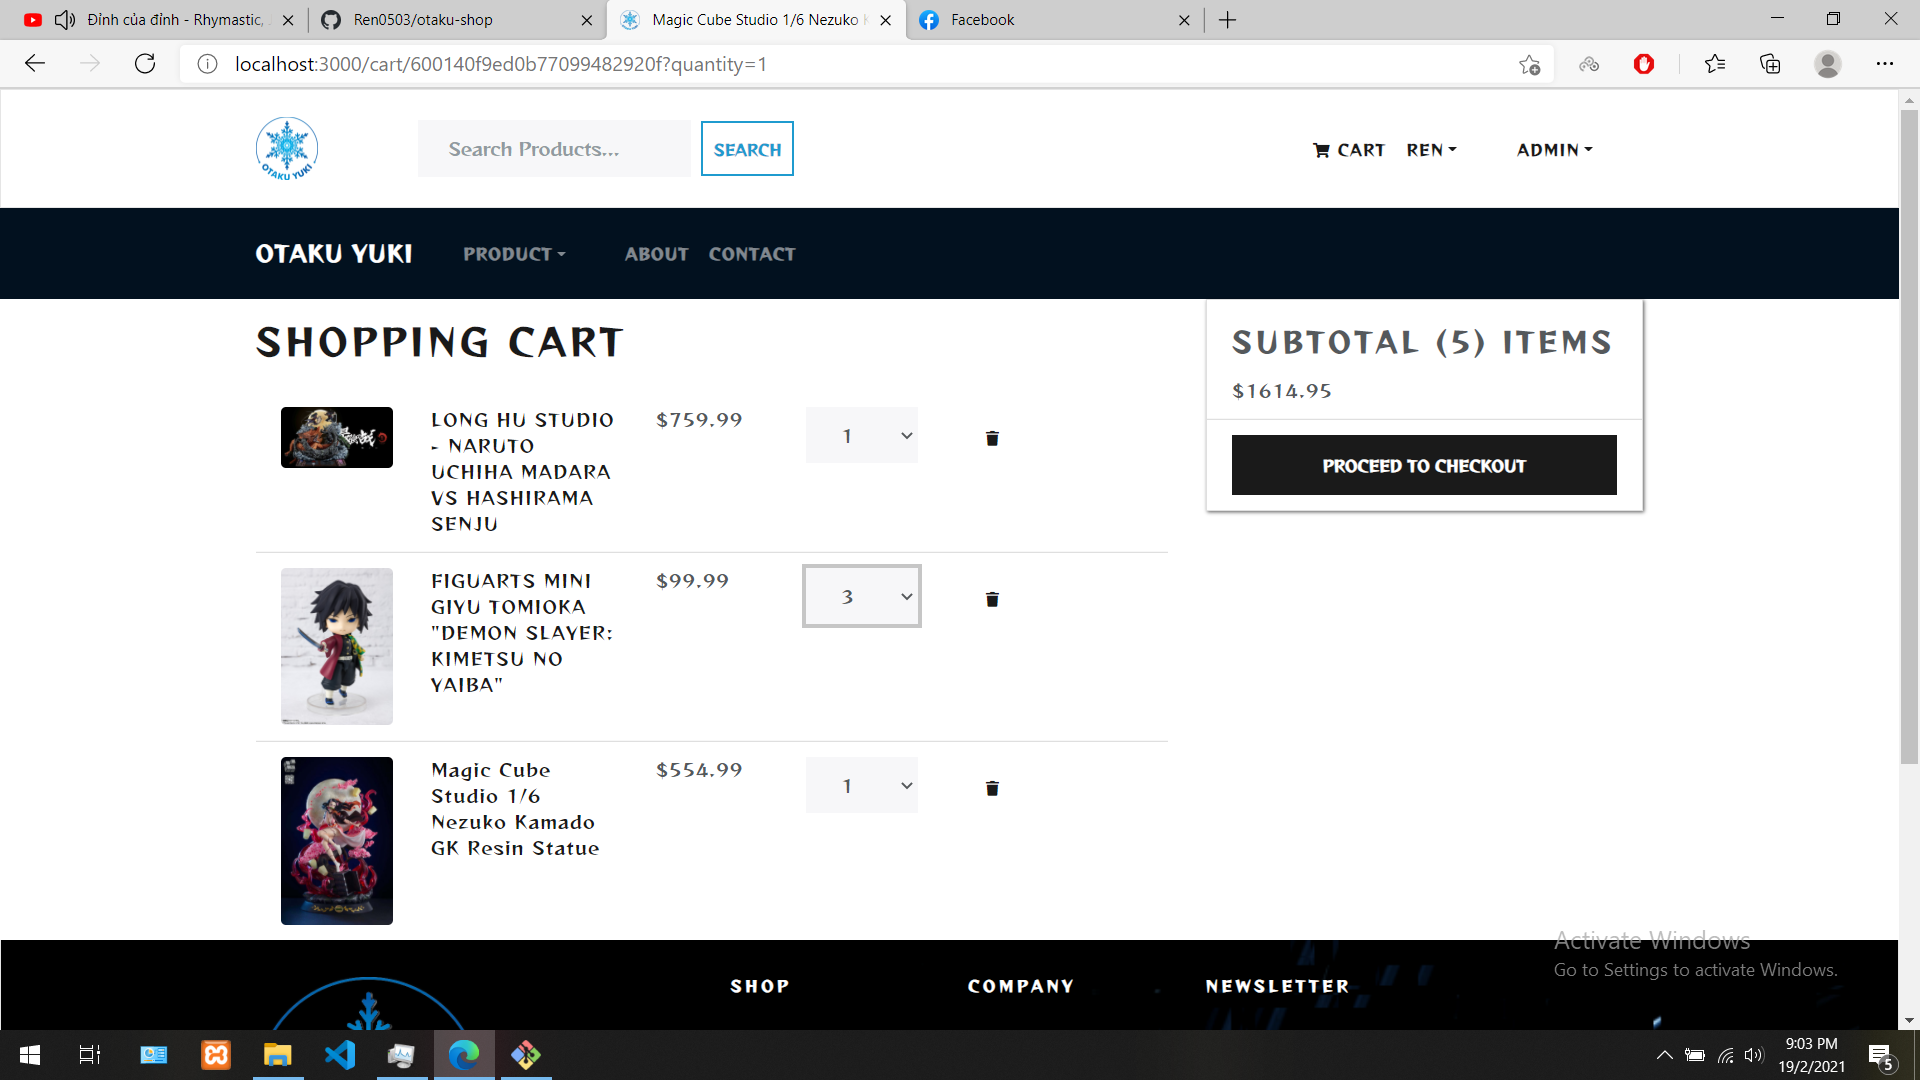 Đỉnh của đỉnh - Rhymastic,
Ren0503/otaku-shop
Magic Cube Studio 1/6 Nezuko
Facebook
localhost:3000/cart/600140f9ed0b77099482920f?quantity=1
OTAKU YUKI
Search Products...
SEARCH
CART
REN
ADMIN
OTAKU YUKI
PRODUCT
ABOUT
CONTACT
SHOPPING CART
SUBTOTAL (5) ITEMS
$1614.95
PROCEED TO CHECKOUT
LONG HU STUDIO
- NARUTO
UCHIHA MADARA
VS HASHIRAMA
SENJU
$759.99
1
FIGUARTS MINI
GIYU TOMIOKA
"DEMON SLAYER:
KIMETSU NO
YAIBA"
$99.99
3
Magic Cube
Studio 1/6
Nezuko Kamado
GK Resin Statue
$554.99
1
Activate Windows
Go to Settings to activate Windows.
SHOP
COMPANY
NEWSLETTER
9:03 PM
19/2/2021
5